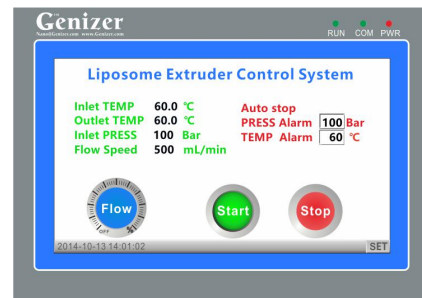 Genizer
Nano@Genizer.com www.Genizer.com
RUN COM PWR
Liposome Extruder Control System
Inlet TEMP 60.0 ℃
Outlet TEMP 60.0 ℃
Inlet PRESS 100 Bar
Flow Speed 500 mL/min
Auto stop
PRESS Alarm 100 Bar
TEMP Alarm 60 ℃
Flow
OFF %
Start
Stop
2014-10-13 14:01:02
SET